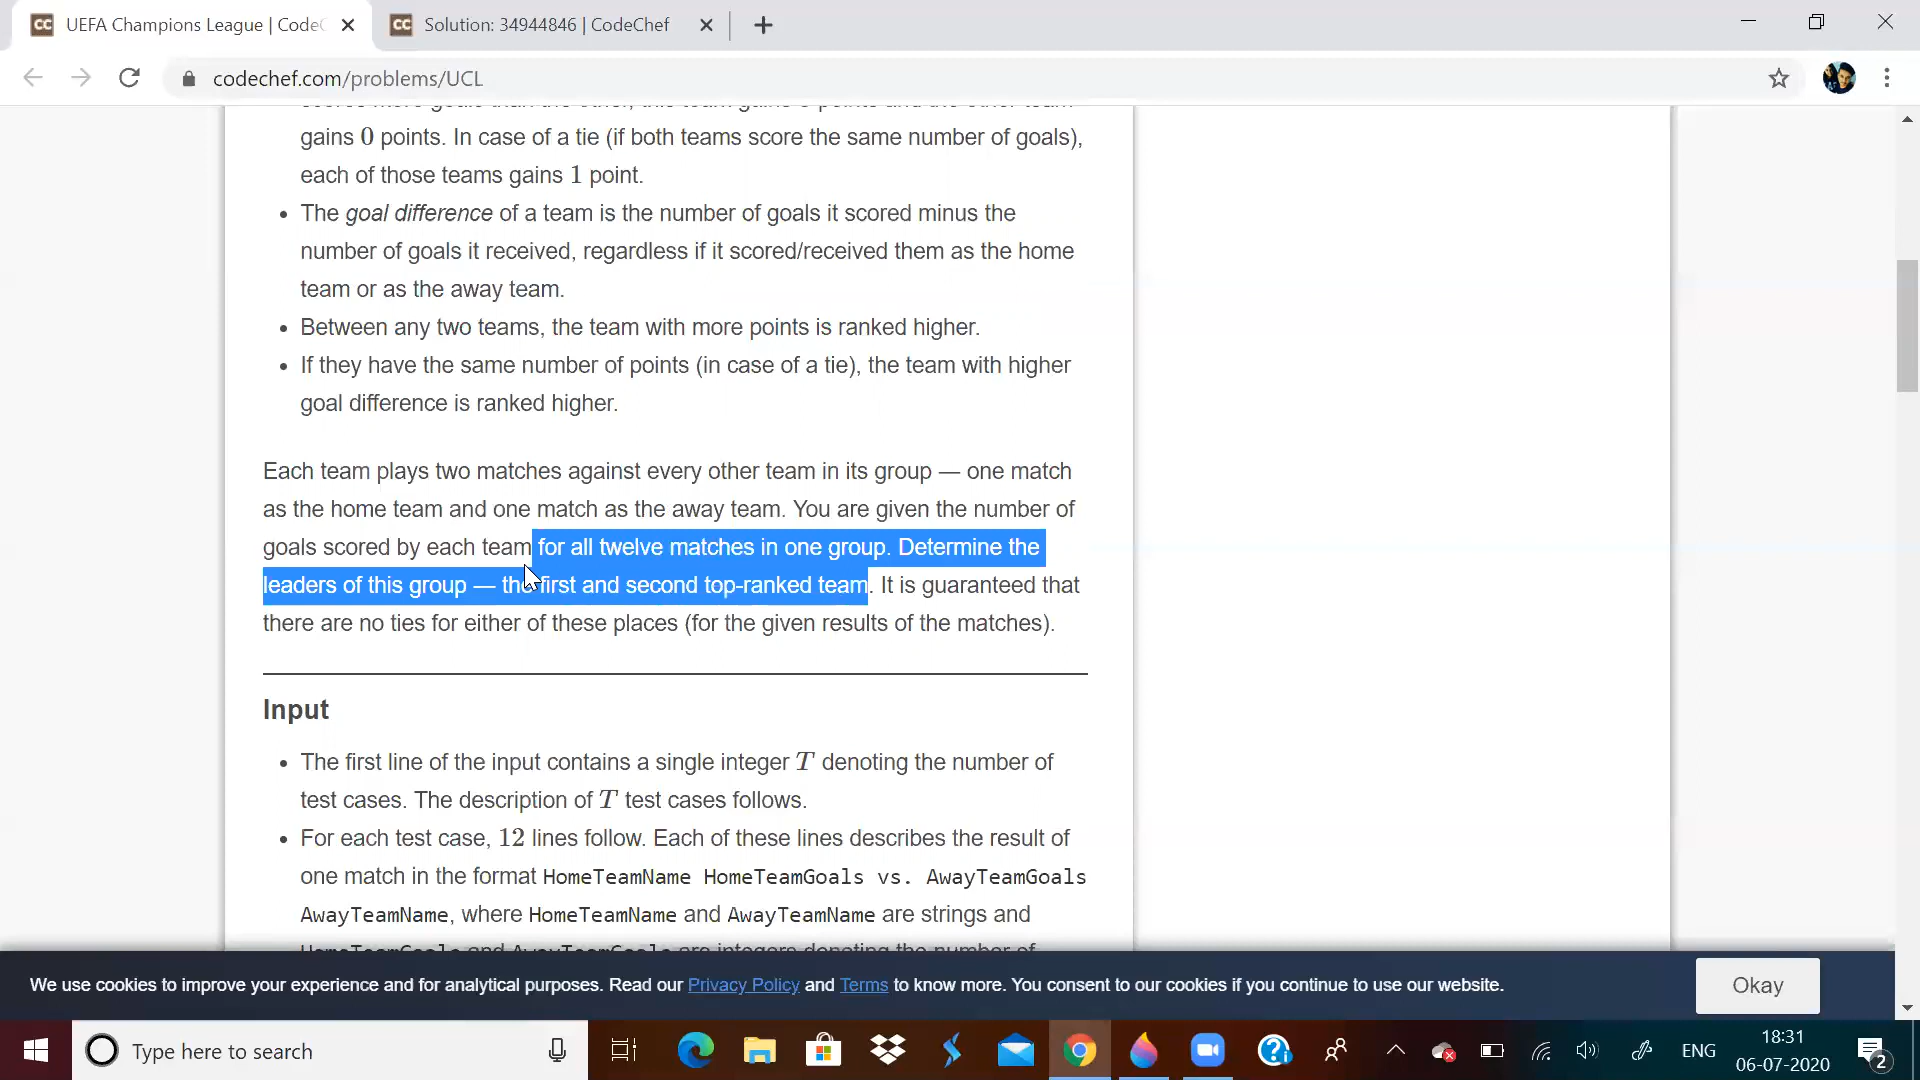 UEFA Champions League | CodeC
Solution: 34944846 | CodeChef
codechef.com/problems/UCL
gains 0 points. In case of a tie (if both teams score the same number of goals),
each of those teams gains 1 point.
• The goal difference of a team is the number of goals it scored minus the
number of goals it received, regardless if it scored/received them as the home
team or as the away team.
• Between any two teams, the team with more points is ranked higher.
• If they have the same number of points (in case of a tie), the team with higher
goal difference is ranked higher.
Each team plays two matches against every other team in its group — one match
as the home team and one match as the away team. You are given the number of
goals scored by each team for all twelve matches in one group. Determine the
leaders of this group — the first and second top-ranked team. It is guaranteed that
there are no ties for either of these places (for the given results of the matches).
Input
• The first line of the input contains a single integer T denoting the number of
test cases. The description of T test cases follows.
• For each test case, 12 lines follow. Each of these lines describes the result of
one match in the format HomeTeamName HomeTeamGoals vs. AwayTeamGoals
AwayTeamName, where HomeTeamName and AwayTeamName are strings and
We use cookies to improve your experience and for analytical purposes. Read our Privacy Policy and Terms to know more. You consent to our cookies if you continue to use our website.
Okay
Type here to search
ENG
18:31
06-07-2020
2